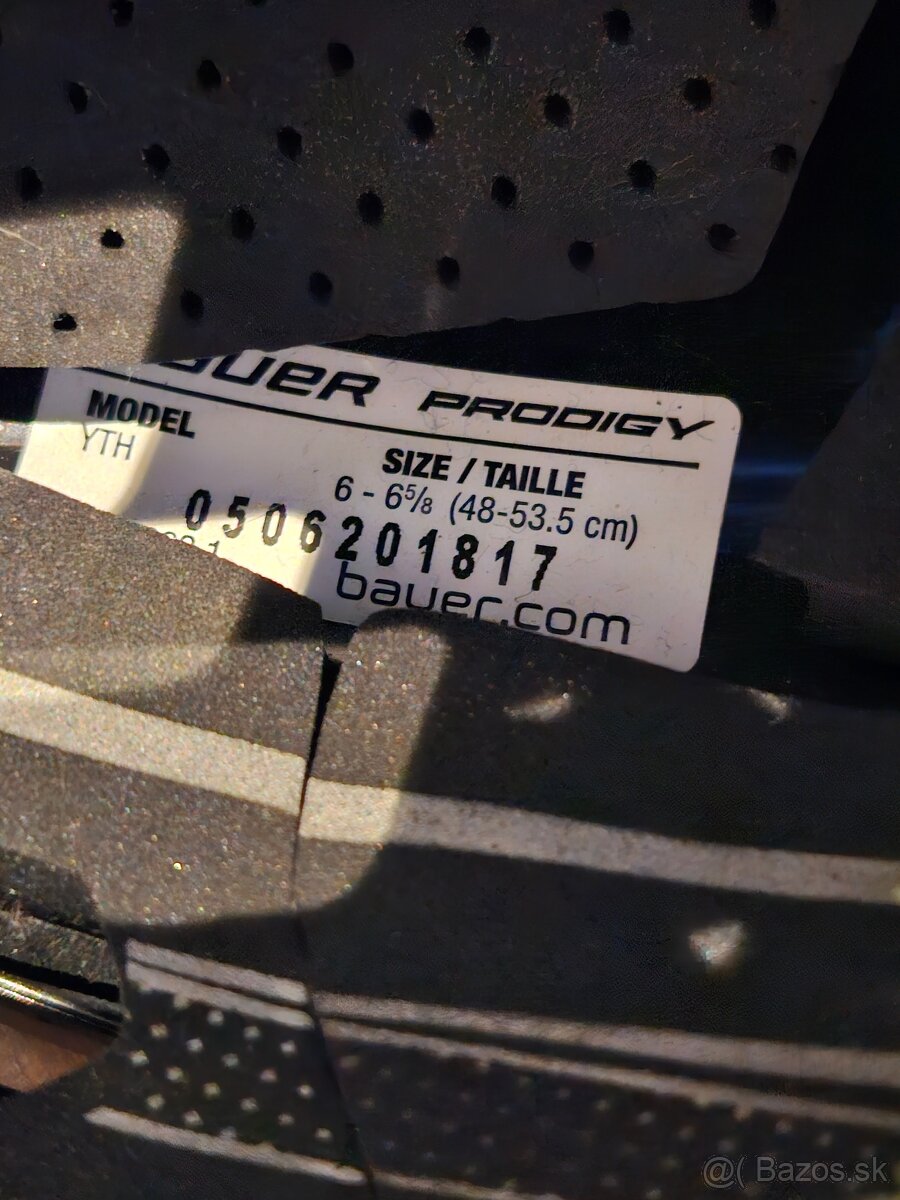 BAUER PRODIGY
MODEL
YTH
SIZE / TAILLE
6 - 6⅝ (48-53.5 cm)
0506201817
bauer.com
@( Bazos.sk